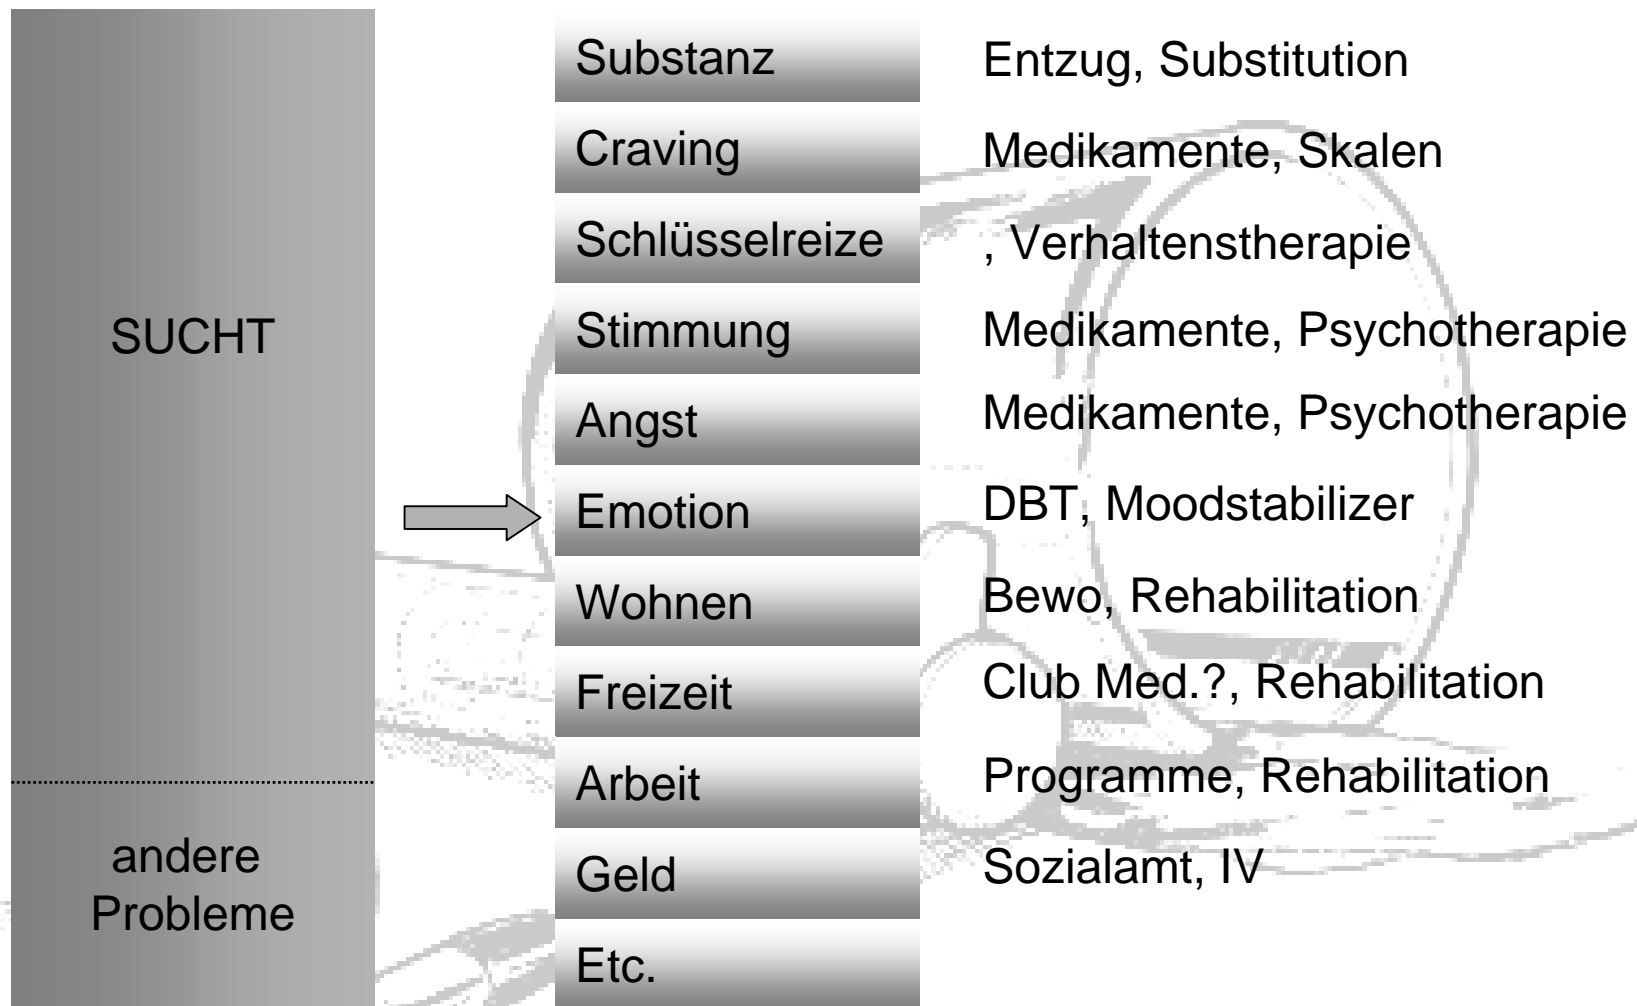 SUCHT
andere
Probleme
Substanz
Entzug, Substitution
Craving
Medikamente, Skalen
Schlüsselreize
, Verhaltenstherapie
Stimmung
Medikamente, Psychotherapie
Angst
Medikamente, Psychotherapie
Emotion
DBT, Moodstabilizer
Wohnen
Bewo, Rehabilitation
Freizeit
Club Med.?, Rehabilitation
Arbeit
Programme, Rehabilitation
Geld
Sozialamt, IV
Etc.